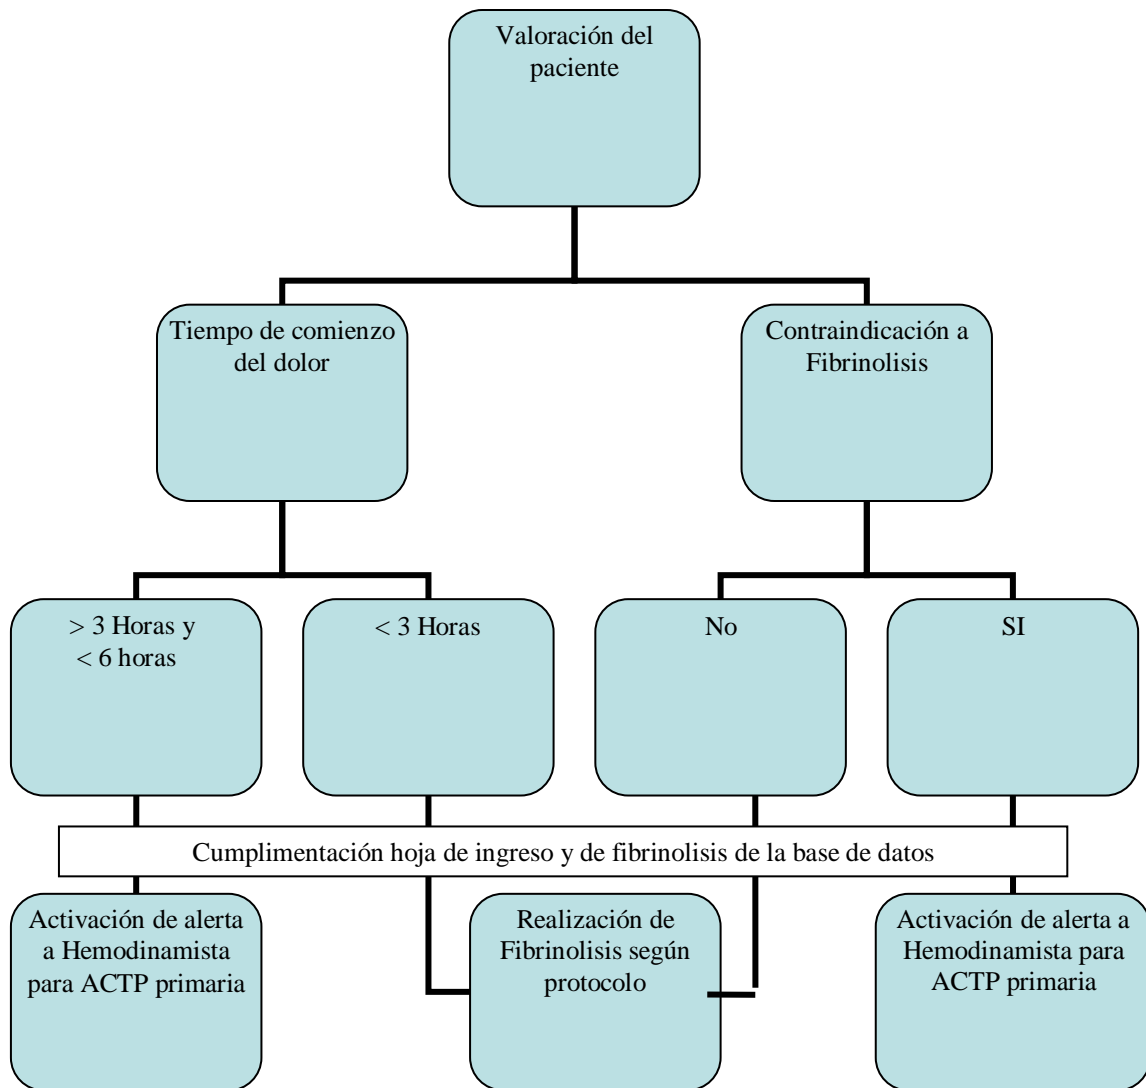 Valoración del
paciente
Tiempo de comienzo
del dolor
Contraindicación a
Fibrinolisis
> 3 Horas y
< 6 horas
< 3 Horas
No
SI
Cumplimentación hoja de ingreso y de fibrinolisis de la base de datos
Activación de alerta
a Hemodinamista
para ACTP primaria
Realización de
Fibrinolisis según
protocolo
Activación de alerta a
Hemodinamista para
ACTP primaria